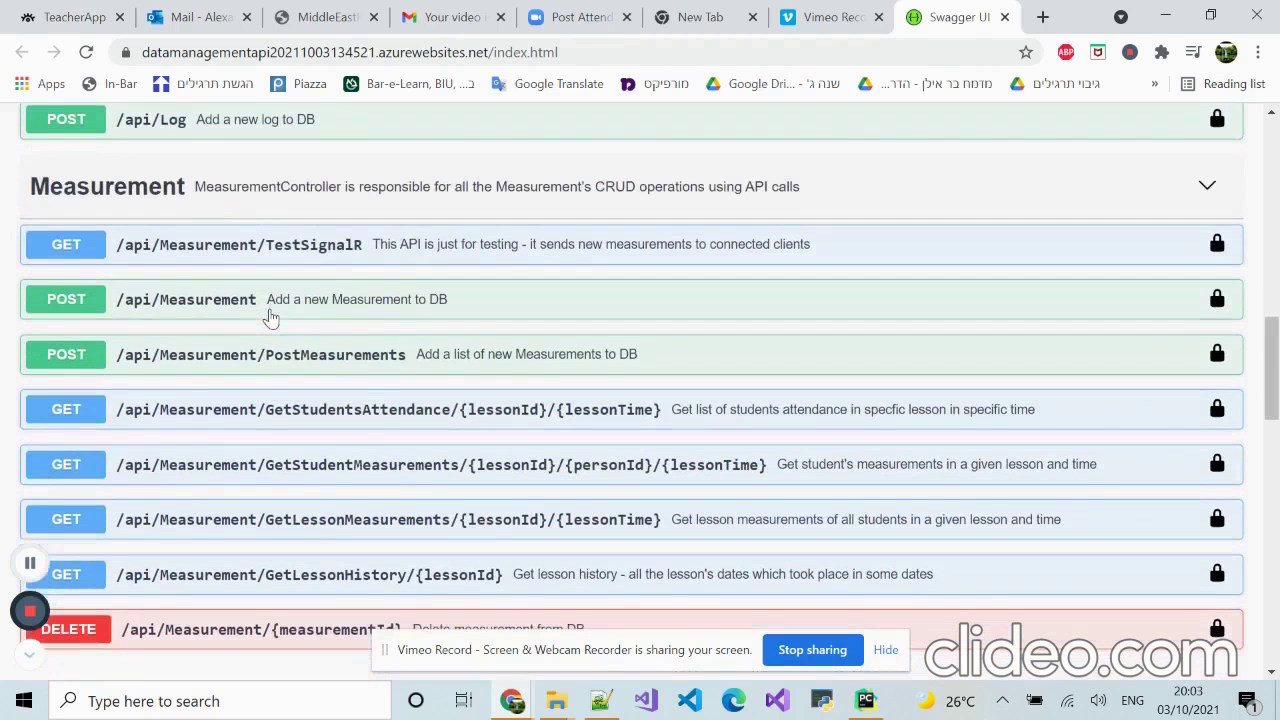 TeacherApp
Mail - Alexa
MiddleEast
Your video
Post Attend
New Tab
Vimeo Reco
Swagger UI
datamanagementapi20211003134521.azurewebsites.net/index.html
ABP
Apps
In-Bar
הגשת תרגילים
Piazza
Bar-e-Learn, BIU,... ב
Google Translate
מורפיקס
Google Dri... - שנה ג'
מדמח בר אילן - הדר...
גיבוי תרגילים
»
Reading list
POST /api/Log Add a new log to DB
Measurement MeasurementController is responsible for all the Measurement's CRUD operations using API calls
GET /api/Measurement/TestSignalR This API is just for testing - it sends new measurements to connected clients
POST /api/Measurement Add a new Measurement to DB
POST /api/Measurement/PostMeasurements Add a list of new Measurements to DB
GET /api/Measurement/GetStudentsAttendance/{lessonId}/{lessonTime} Get list of students attendance in specfic lesson in specific time
GET /api/Measurement/GetStudentMeasurements/{lessonId}/{personId}/{lessonTime} Get student's measurements in a given lesson and time
GET /api/Measurement/GetLessonMeasurements/{lessonId}/{lessonTime} Get lesson measurements of all students in a given lesson and time
GET /api/Measurement/GetLessonHistory/{lessonId} Get lesson history - all the lesson's dates which took place in some dates
DELETE /api/Measurement/{measurementId} Delete measurement from DB
Vimeo Record - Screen & Webcam Recorder is sharing your screen.
Stop sharing
Hide
clideo.com
Type here to search
PC
26°C
ENG
20:03
03/10/2021
1